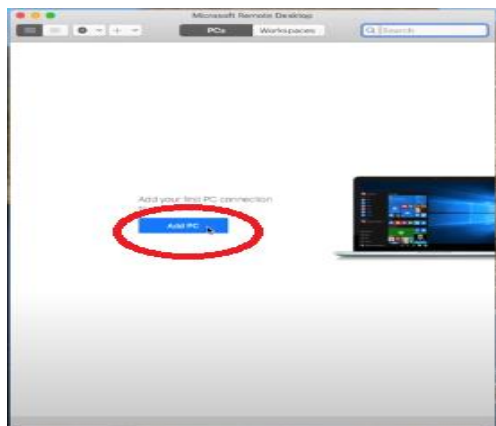 Microsoft Remote Desktop
PCs
Workspaces
Search
Add your first PC connection
Add PC